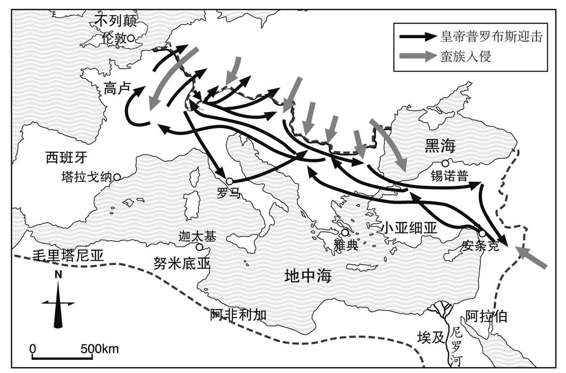 不列颠
伦敦
皇帝普罗布斯迎击
蛮族入侵
高卢
黑海
西班牙
塔拉戈纳
锡诺普
罗马
迦太基
雅典
小亚细亚
安条克
毛里塔尼亚
努米底亚
地中海
N
阿非利加
阿拉伯
埃及
尼罗河
0
500km